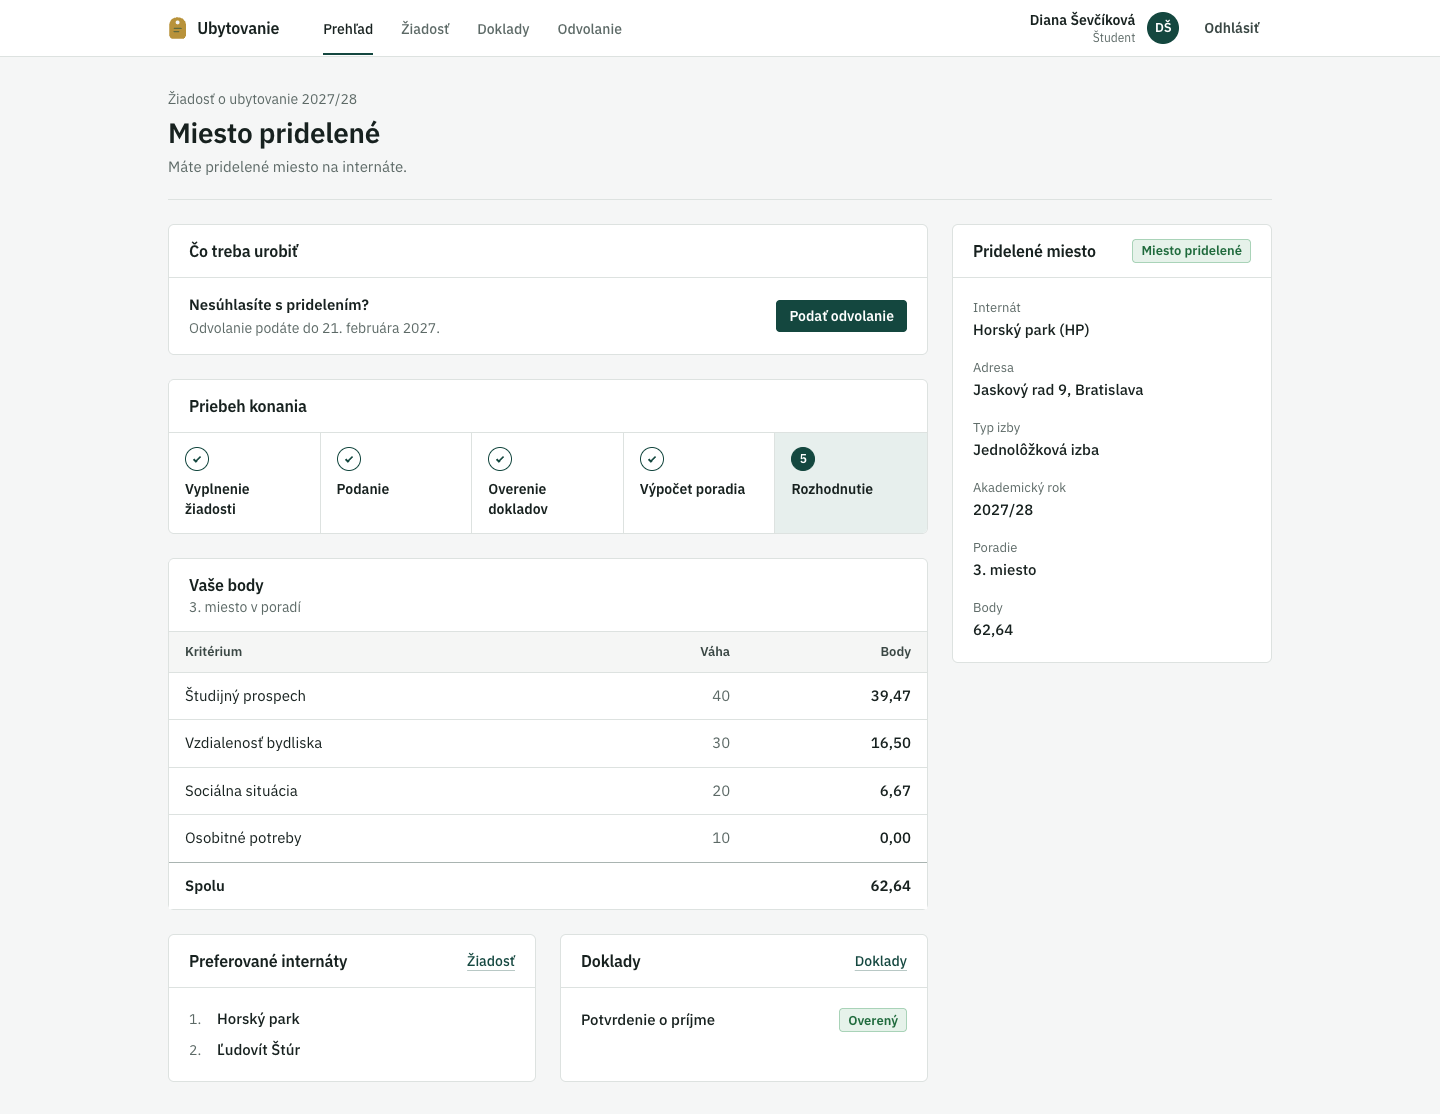 Ubytovanie
Prehľad
Žiadosť
Doklady
Odvolanie
Diana Ševčíková
Študent
DŠ
Odhlásiť
Žiadosť o ubytovanie 2027/28
Miesto pridelené
Máte pridelené miesto na internáte.
Čo treba urobiť
Nesúhlasíte s pridelením?
Odvolanie podáte do 21. februára 2027.
Podať odvolanie
Priebeh konania
Vyplnenie
žiadosti
Podanie
Overenie
dokladov
Výpočet poradia
5
Rozhodnutie
Vaše body
3. miesto v poradí
Kritérium Váha Body
Študijný prospech 40 39,47
Vzdialenosť bydliska 30 16,50
Sociálna situácia 20 6,67
Osobitné potreby 10 0,00
Spolu 62,64
Preferované internáty
Žiadosť
1. Horský park
2. Ľudovít Štúr
Doklady
Doklady
Potvrdenie o príjme
Overený
Pridelené miesto
Miesto pridelené
Internát
Horský park (HP)
Adresa
Jaskový rad 9, Bratislava
Typ izby
Jednolôžková izba
Akademický rok
2027/28
Poradie
3. miesto
Body
62,64